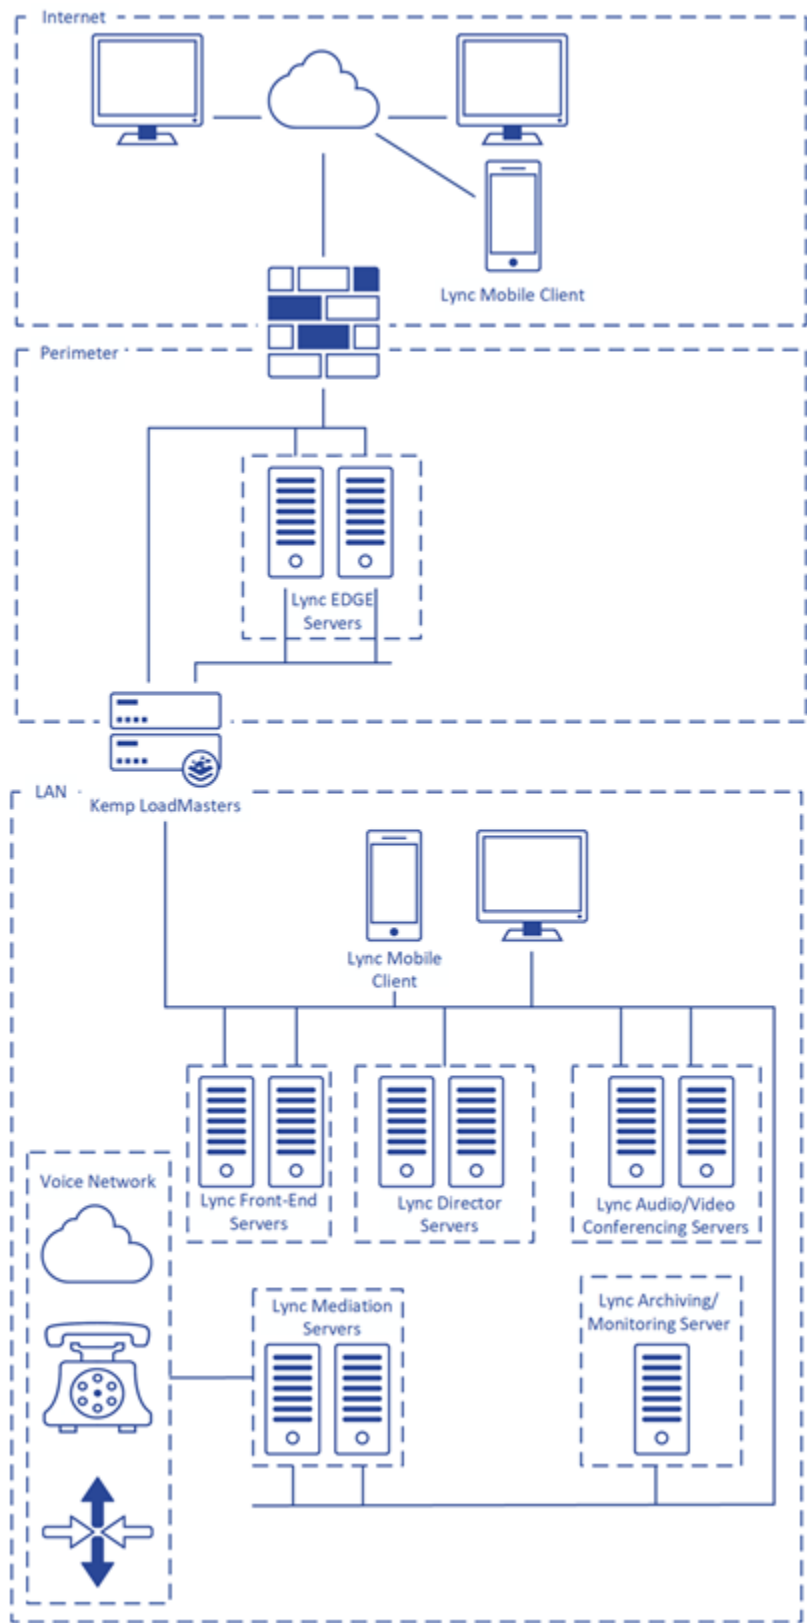 Internet
Lync Mobile Client
Perimeter
Lync EDGE
Servers
LAN
Kemp LoadMasters
Lync Mobile
Client
Lync Front-End
Servers
Lync Director
Servers
Lync Audio/Video
Conferencing Servers
Voice Network
Lync Mediation
Servers
Lync Archiving/
Monitoring Server